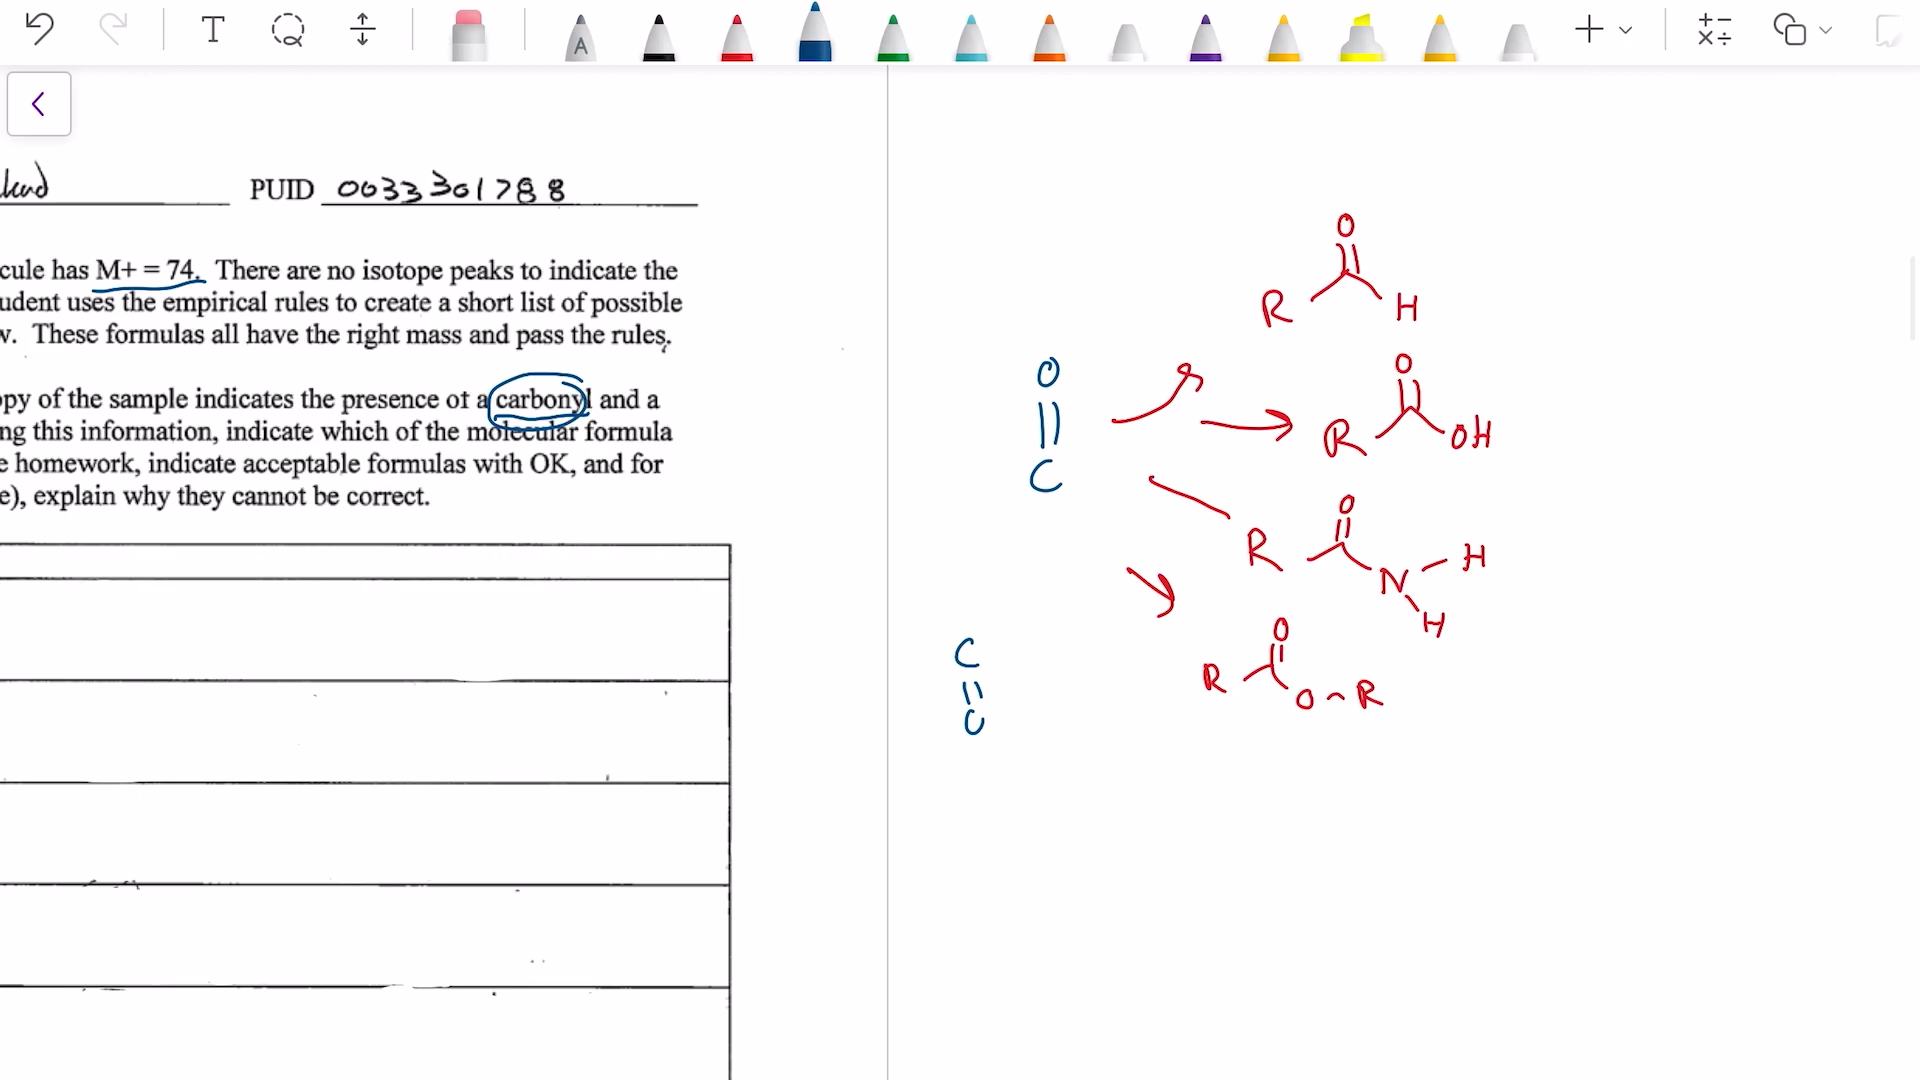 T
A
PUID 0033301788
cule has M+ = 74. There are no isotope peaks to indicate the
udent uses the empirical rules to create a short list of possible
w. These formulas all have the right mass and pass the rules.
opy of the sample indicates the presence of a carbonyl and a
ng this information, indicate which of the molecular formula
e homework, indicate acceptable formulas with OK, and for
e), explain why they cannot be correct.
O
R H
O
C
O
R OH
O
R N H
H
C
O
R O R
C